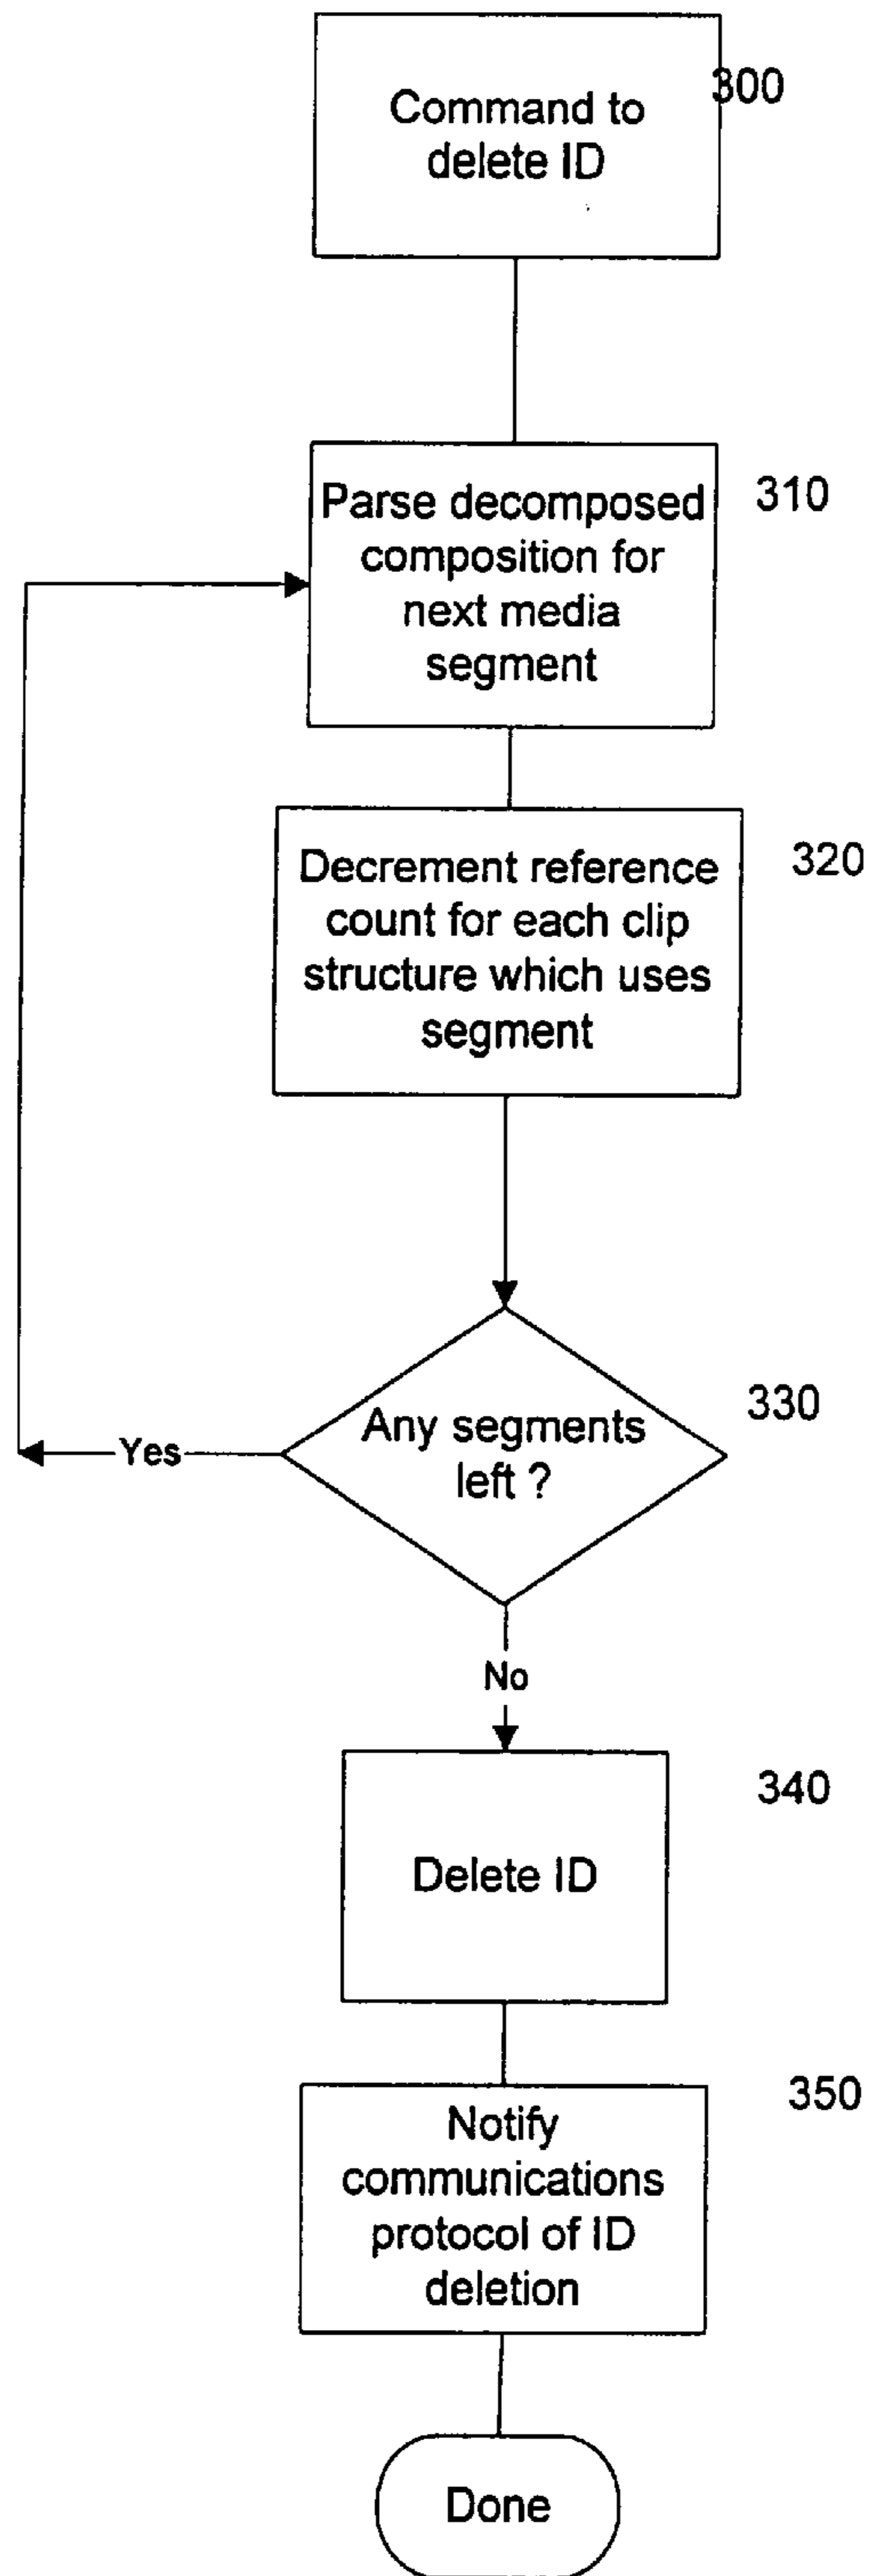 300
Command to
delete ID
310
Parse decomposed
composition for
next media
segment
320
Decrement reference
count for each clip
structure which uses
segment
330
Any segments
left ?
Yes
No
340
Delete ID
350
Notify
communications
protocol of ID
deletion
Done